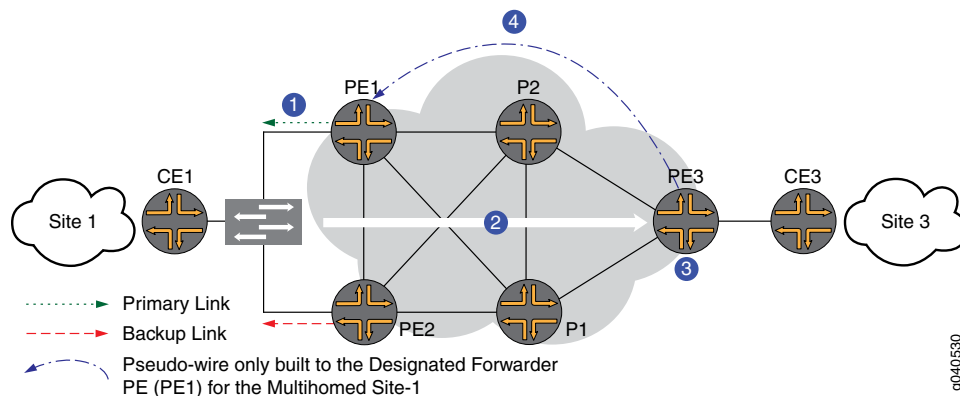 4
PE1
P2
1
CE1
PE3
CE3
Site 1
2
Site 3
3
Primary Link
Backup Link
PE2
P1
Pseudo-wire only built to the Designated Forwarder
PE (PE1) for the Multihomed Site-1
g040530